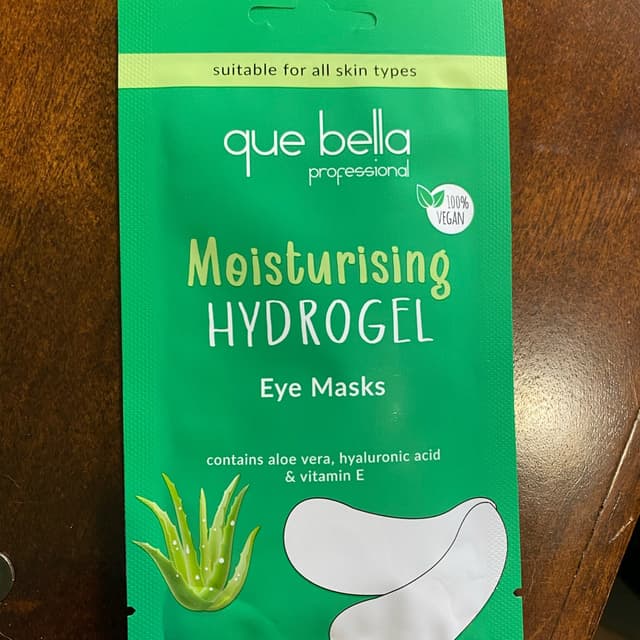 suitable for all skin types
que bella
professional
100%
VEGAN
Moisturising
HYDROGEL
Eye Masks
contains aloe vera, hyaluronic acid
& vitamin E